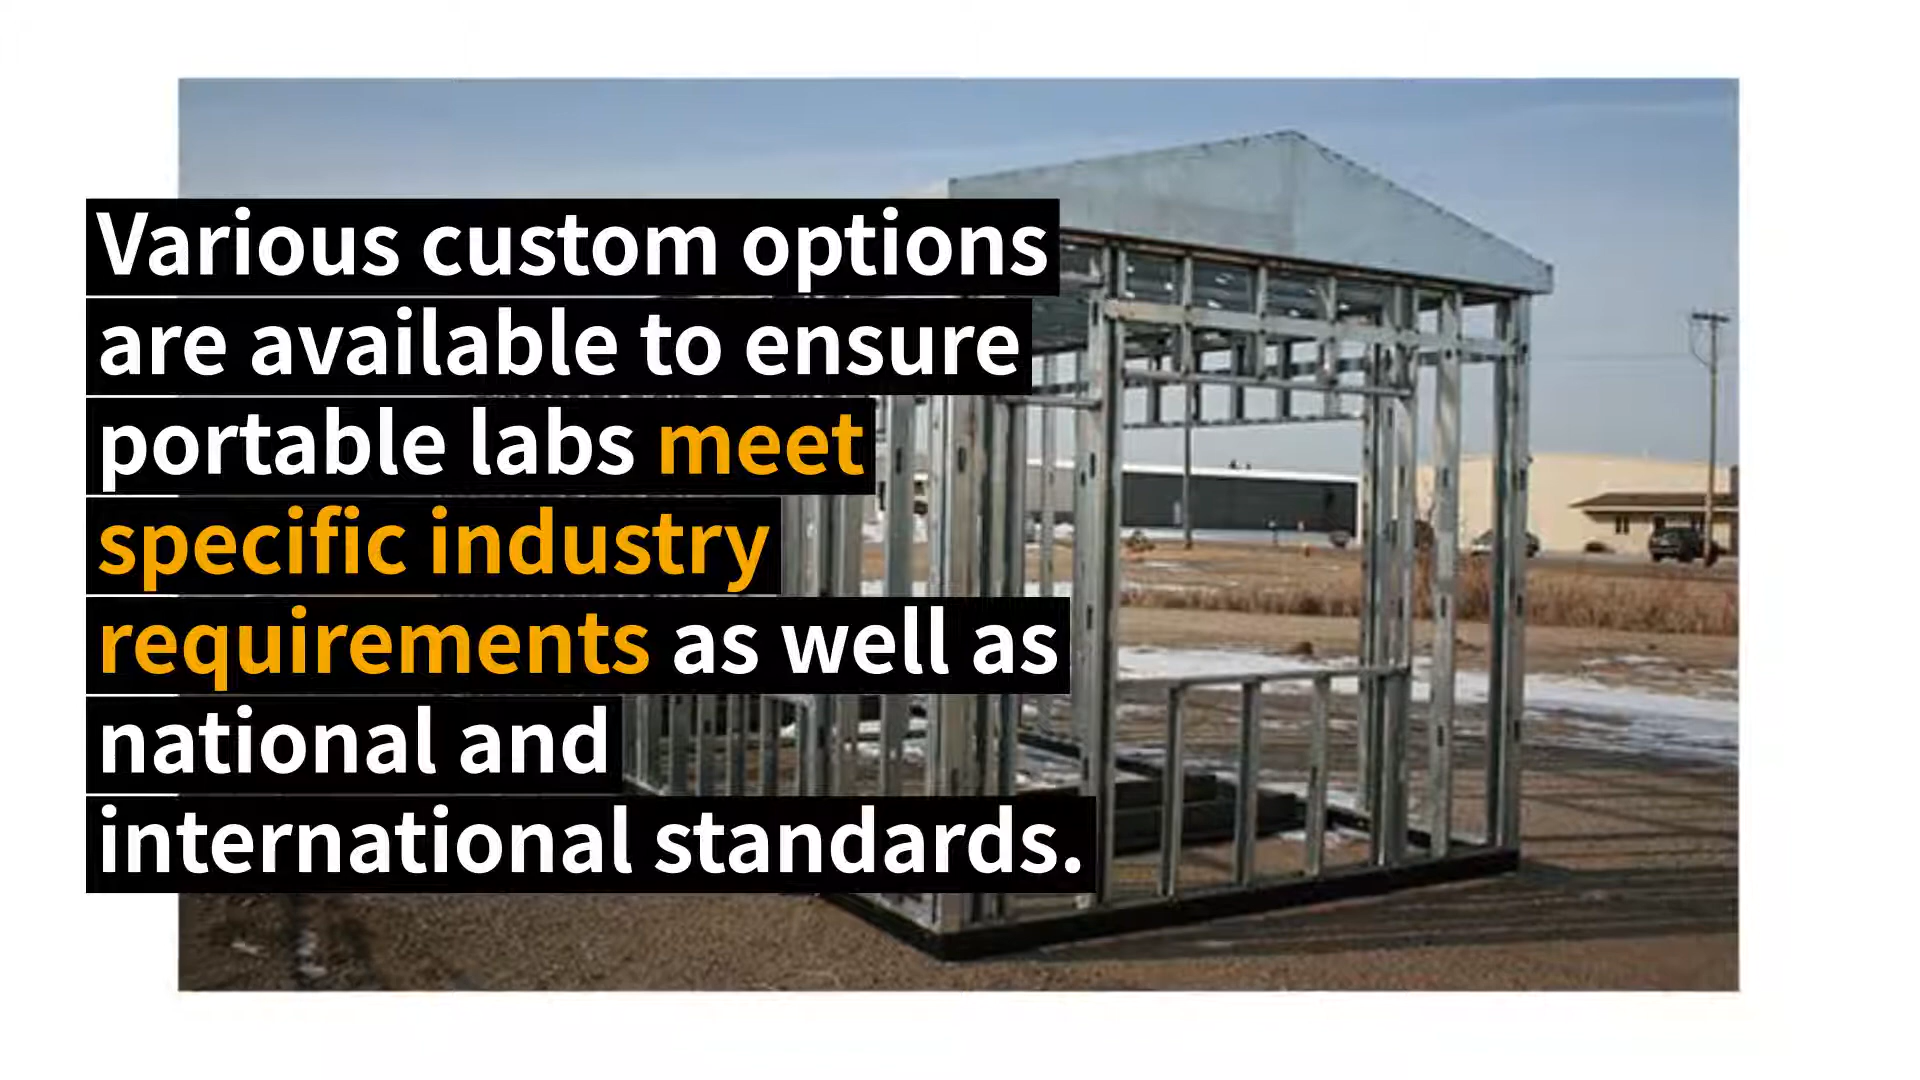 Various custom options
are available to ensure
portable labs meet
specific industry
requirements as well as
national and
international standards.